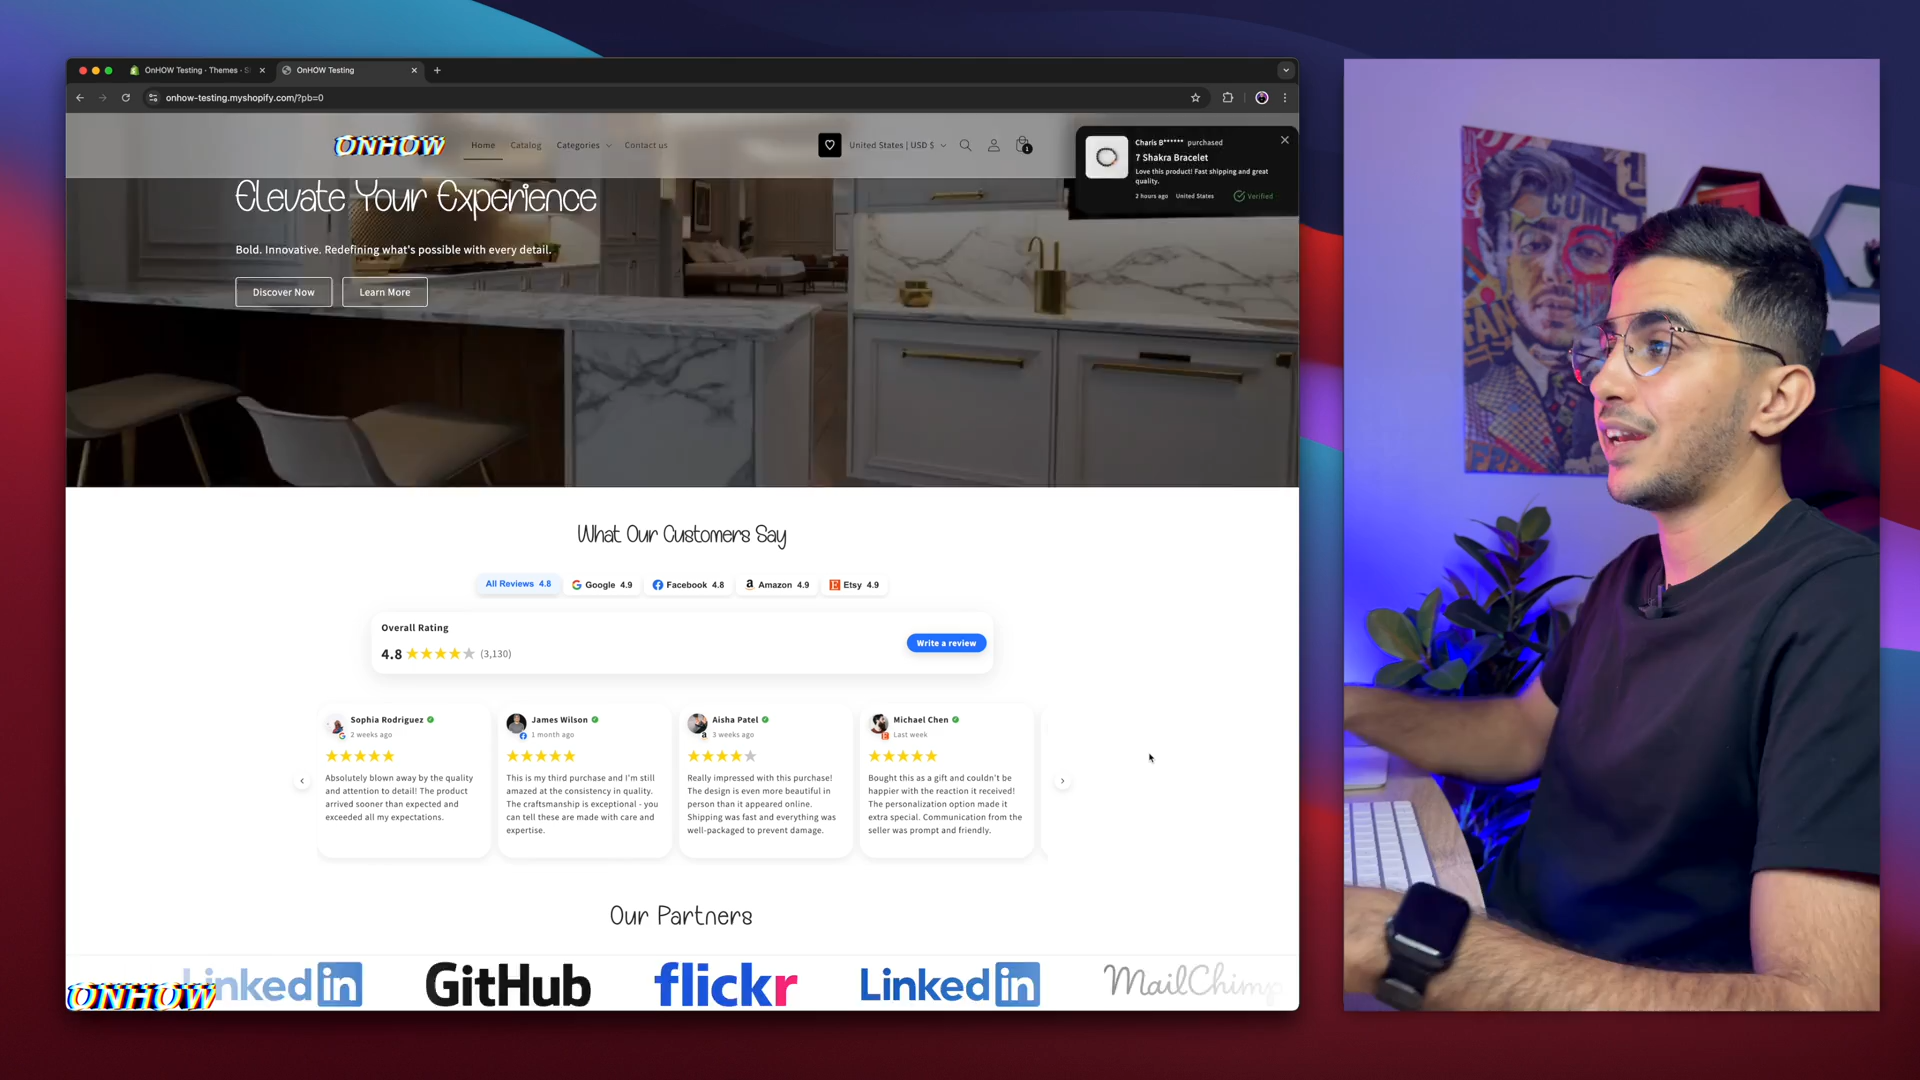 OnHOW Testing · Themes · S
OnHOW Testing
onhow-testing.myshopify.com/?pb=0
ONHOW
Home
Catalog
Categories
Contact us
United States | USD $
1
Charis B****** purchased
7 Shakra Bracelet
Love this product! Fast shipping and great
quality.
2 hours ago
United States
Verified
Elevate Your Experience
Bold. Innovative. Redefining what's possible with every detail.
Discover Now
Learn More
What Our Customers Say
All Reviews 4.8
Google 4.9
Facebook 4.8
Amazon 4.9
Etsy 4.9
Overall Rating
4.8
(3,130)
Write a review
Sophia Rodriguez
2 weeks ago
Absolutely blown away by the quality
and attention to detail! The product
arrived sooner than expected and
exceeded all my expectations.
James Wilson
1 month ago
This is my third purchase and I'm still
amazed at the consistency in quality.
The craftsmanship is exceptional - you
can tell these are made with care and
expertise.
Aisha Patel
3 weeks ago
Really impressed with this purchase!
The design is even more beautiful in
person than it appeared online.
Shipping was fast and everything was
well-packaged to prevent damage.
Michael Chen
Last week
Bought this as a gift and couldn't be
happier with the reaction it received!
The personalization option made it
extra special. Communication from the
seller was prompt and friendly.
Our Partners
Linkedin
GitHub
flickr
Linkedin
MailChimp
ONHOW
COME
FAN